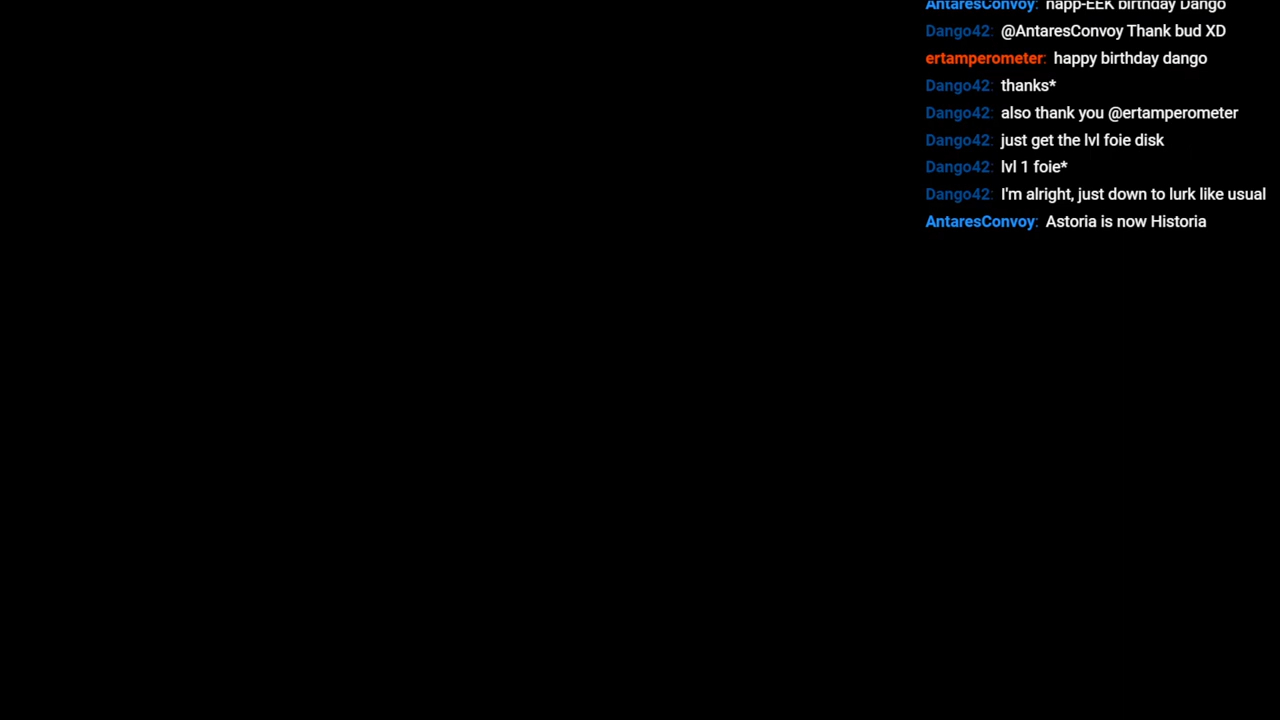 AntaresConvoy: happ-EEK birthday Dango
Dango42: @AntaresConvoy Thank bud XD
ertamperometer: happy birthday dango
Dango42: thanks*
Dango42: also thank you @ertamperometer
Dango42: just get the lvl foie disk
Dango42: lvl 1 foie*
Dango42: I'm alright, just down to lurk like usual
AntaresConvoy: Astoria is now Historia